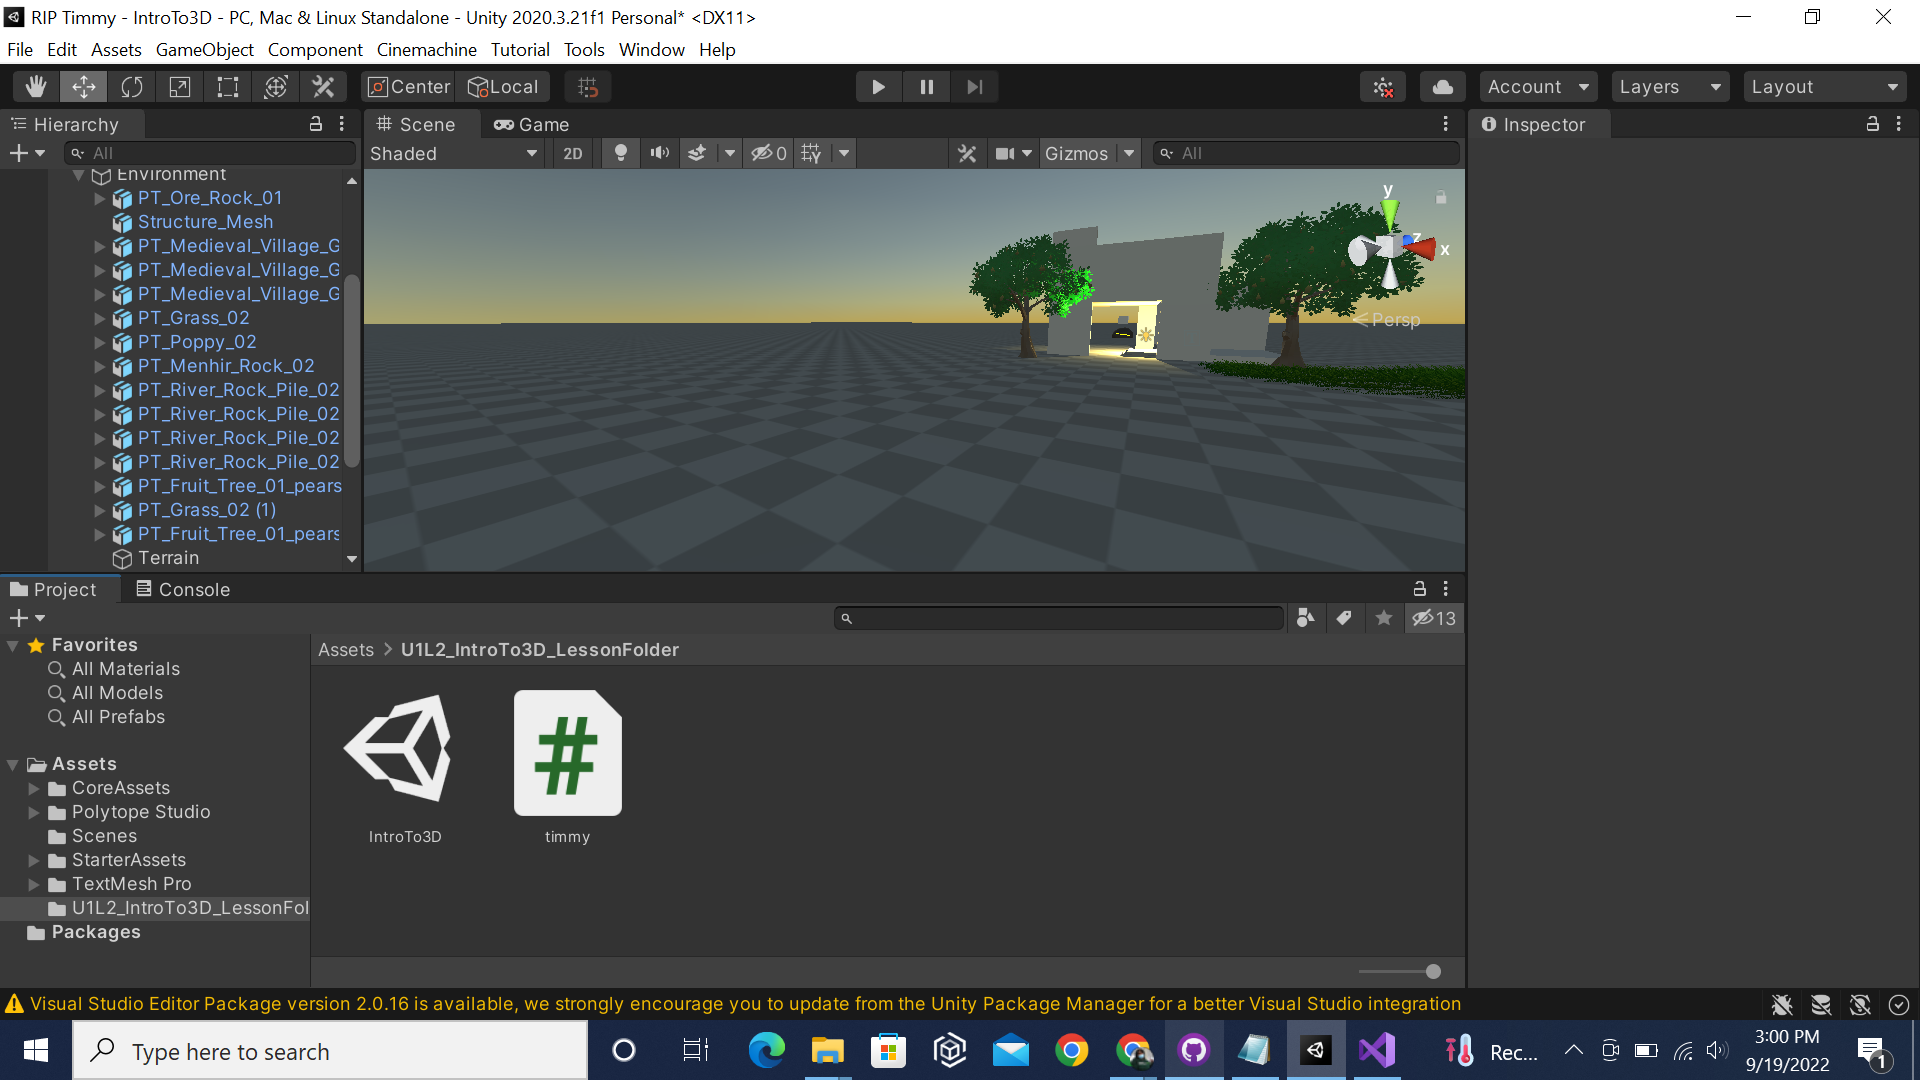 RIP Timmy - IntroTo3D - PC, Mac & Linux Standalone - Unity 2020.3.21f1 Personal* <DX11>
File Edit Assets GameObject Component Cinemachine Tutorial Tools Window Help
Center Local Account Layers Layout
Hierarchy
All
Environment
PT_Ore_Rock_01
Structure_Mesh
PT_Medieval_Village_G
PT_Medieval_Village_G
PT_Medieval_Village_G
PT_Grass_02
PT_Poppy_02
PT_Menhir_Rock_02
PT_River_Rock_Pile_02
PT_River_Rock_Pile_02
PT_River_Rock_Pile_02
PT_River_Rock_Pile_02
PT_Fruit_Tree_01_pears
PT_Grass_02 (1)
PT_Fruit_Tree_01_pears
Terrain
Scene Game
Shaded 2D 0 Gizmos All
y
z
x
Persp
Inspector
Project Console
13
Favorites
All Materials
All Models
All Prefabs
Assets
CoreAssets
Polytope Studio
Scenes
StarterAssets
TextMesh Pro
U1L2_IntroTo3D_LessonFol
Packages
Assets > U1L2_IntroTo3D_LessonFolder
#
IntroTo3D timmy
Visual Studio Editor Package version 2.0.16 is available, we strongly encourage you to update from the Unity Package Manager for a better Visual Studio integration
Type here to search
Rec...
3:00 PM
9/19/2022
1